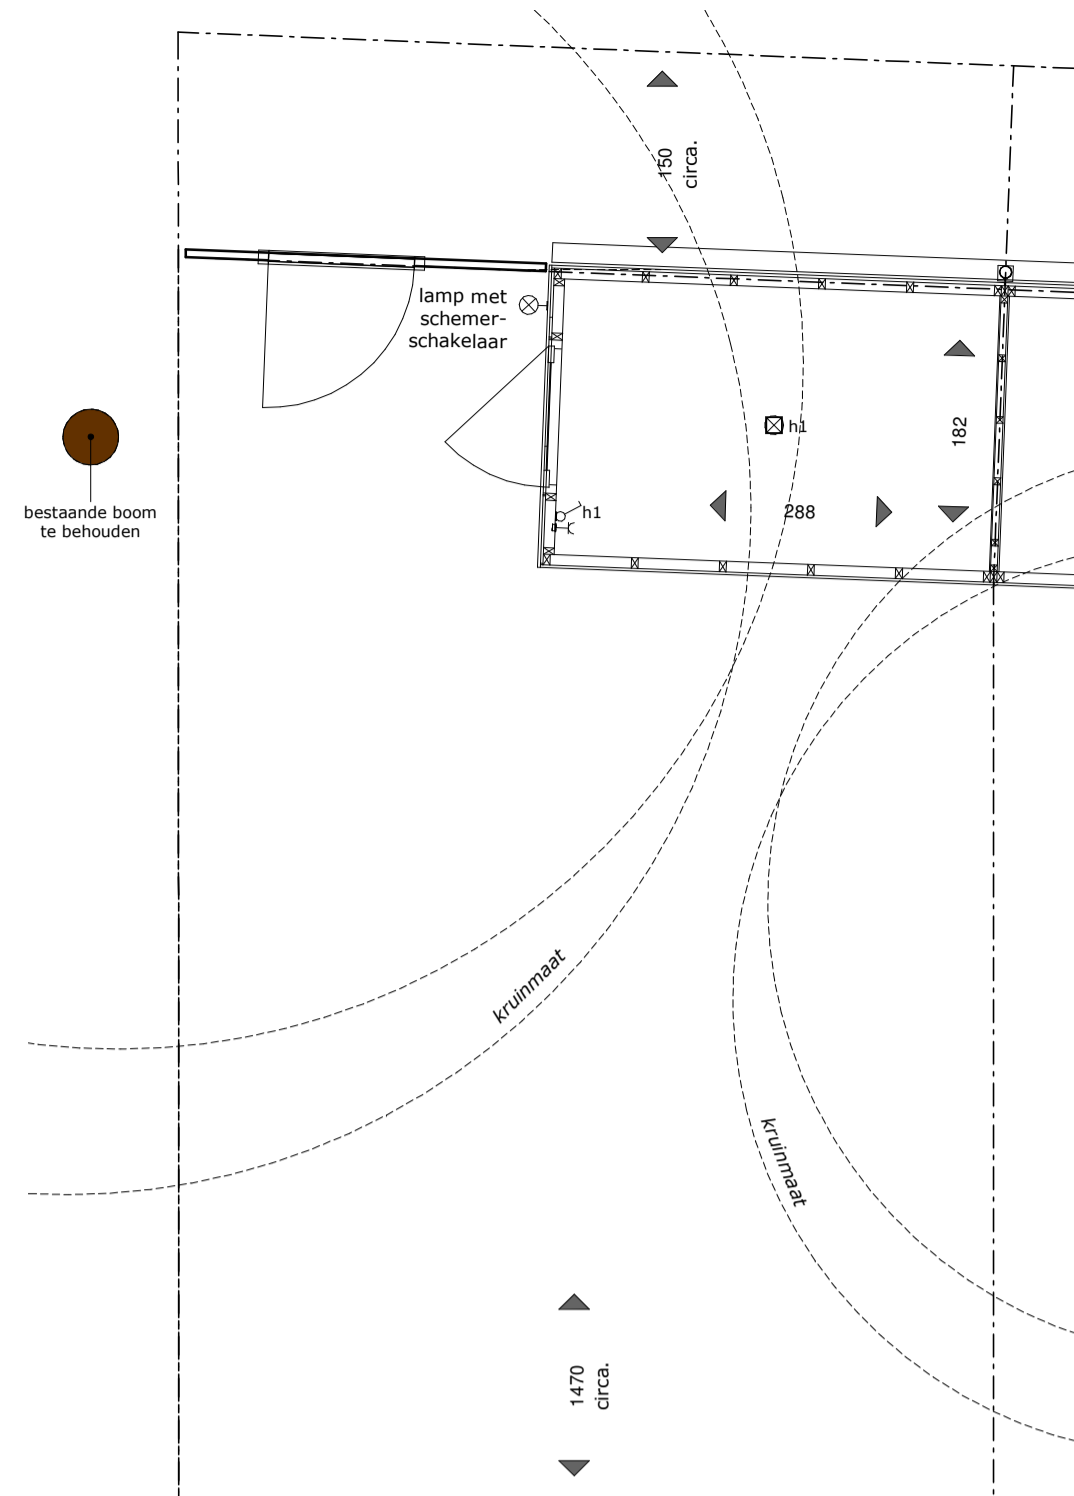 150
circa.
lamp met
schemer-
schakelaar
182
h1
bestaande boom
te behouden
h1
288
kruinmaat
kruinmaat
1470
circa.